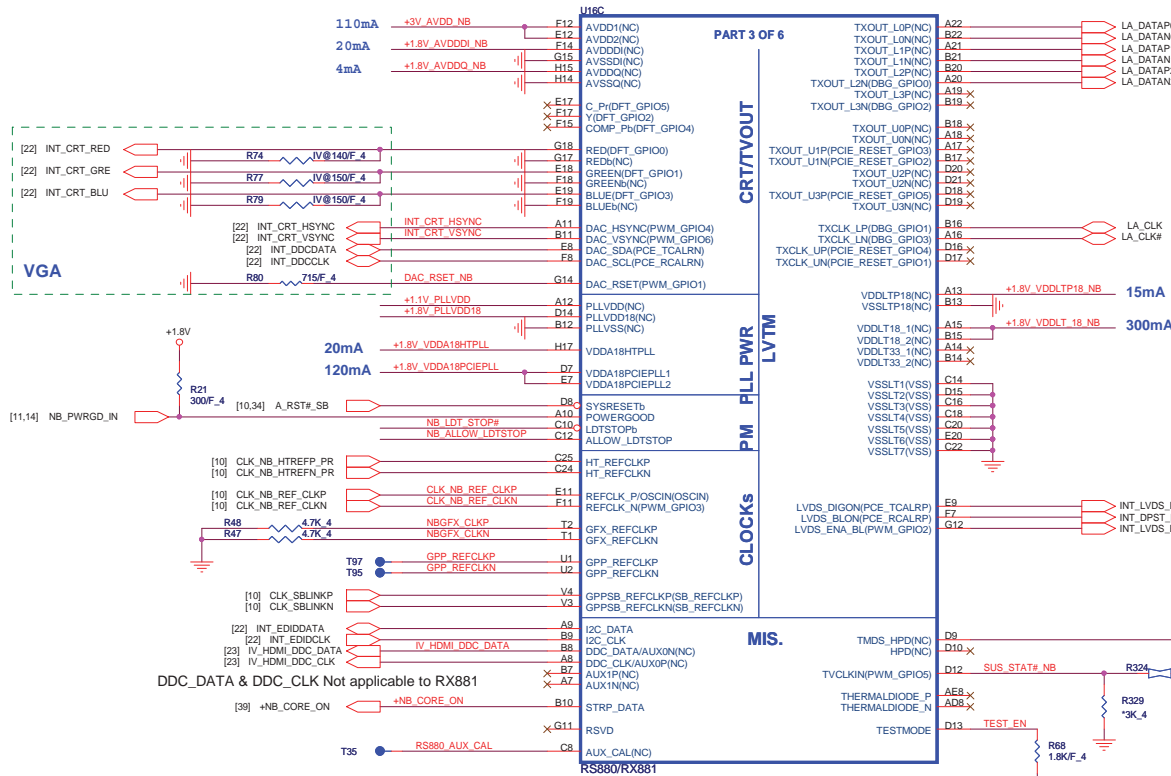 U16C
PART 3 OF 6
110mA +3V_AVDD_NB F12 AVDD1(NC)
E12 AVDD2(NC)
20mA +1.8V_AVDDDI_NB F14 AVDDDI(NC)
G15 AVSSDI(NC)
4mA +1.8V_AVDDQ_NB H15 AVDDQ(NC)
H14 AVSSQ(NC)
E17 C_Pr(DFT_GPIO5)
F17 Y(DFT_GPIO2)
F15 COMP_Pb(DFT_GPIO4)
[22] INT_CRT_RED G18 RED(DFT_GPIO0)
R74 IV@140/F_4 G17 REDb(NC)
[22] INT_CRT_GRE E18 GREEN(DFT_GPIO1)
R77 IV@150/F_4 F18 GREENb(NC)
[22] INT_CRT_BLU E19 BLUE(DFT_GPIO3)
R79 IV@150/F_4 F19 BLUEb(NC)
[22] INT_CRT_HSYNC INT_CRT_HSYNC A11 DAC_HSYNC(PWM_GPIO4)
[22] INT_CRT_VSYNC INT_CRT_VSYNC B11 DAC_VSYNC(PWM_GPIO6)
[22] INT_DDCDATA E8 DAC_SDA(PCE_TCALRN)
[22] INT_DDCCLK F8 DAC_SCL(PCE_RCALRN)
VGA
R80 715/F_4 DAC_RSET_NB G14 DAC_RSET(PWM_GPIO1)
CRT/TVOUT
+1.1V_PLLVDD A12 PLLVDD(NC)
+1.8V_PLLVDD18 D14 PLLVDD18(NC)
B12 PLLVSS(NC)
20mA +1.8V_VDDA18HTPLL H17 VDDA18HTPLL
120mA +1.8V_VDDA18PCIEPLL D7 VDDA18PCIEPLL1
E7 VDDA18PCIEPLL2
PLL PWR
LVTM
+1.8V
R21
300/F_4
[10,34] A_RST#_SB D8 SYSRESETb
[11,14] NB_PWRGD_IN A10 POWERGOOD
NB_LDT_STOP# C10 LDTSTOPb
NB_ALLOW_LDTSTOP C12 ALLOW_LDTSTOP
PM
[10] CLK_NB_HTREFP_PR C25 HT_REFCLKP
[10] CLK_NB_HTREFN_PR C24 HT_REFCLKN
[10] CLK_NB_REF_CLKP CLK_NB_REF_CLKP E11 REFCLK_P/OSCIN(OSCIN)
[10] CLK_NB_REF_CLKN CLK_NB_REF_CLKN F11 REFCLK_N(PWM_GPIO3)
R48 4.7K_4 NBGFX_CLKP T2 GFX_REFCLKP
R47 4.7K_4 NBGFX_CLKN T1 GFX_REFCLKN
T97 GPP_REFCLKP U1 GPP_REFCLKP
T95 GPP_REFCLKN U2 GPP_REFCLKN
[10] CLK_SBLINKP V4 GPPSB_REFCLKP(SB_REFCLKP)
[10] CLK_SBLINKN V3 GPPSB_REFCLKN(SB_REFCLKN)
CLOCKs
[22] INT_EDIDDATA A9 I2C_DATA
[22] INT_EDIDCLK B9 I2C_CLK
[23] IV_HDMI_DDC_DATA IV_HDMI_DDC_DATA B8 DDC_DATA/AUX0N(NC)
[23] IV_HDMI_DDC_CLK A8 DDC_CLK/AUX0P(NC)
B7 AUX1P(NC)
A7 AUX1N(NC)
DDC_DATA & DDC_CLK Not applicable to RX881
[39] +NB_CORE_ON +NB_CORE_ON B10 STRP_DATA
G11 RSVD
T35 RS880_AUX_CAL C8 AUX_CAL(NC)
MIS.
RS880/RX881
TXOUT_L0P(NC) A22 LA_DATAP
TXOUT_L0N(NC) B22 LA_DATAN
TXOUT_L1P(NC) A21 LA_DATAP
TXOUT_L1N(NC) B21 LA_DATAN
TXOUT_L2P(NC) B20 LA_DATAP
TXOUT_L2N(DBG_GPIO0) A20 LA_DATAN
TXOUT_L3P(NC) A19
TXOUT_L3N(DBG_GPIO2) B19
TXOUT_U0P(NC) B18
TXOUT_U0N(NC) A18
TXOUT_U1P(PCIE_RESET_GPIO3) A17
TXOUT_U1N(PCIE_RESET_GPIO2) B17
TXOUT_U2P(NC) D20
TXOUT_U2N(NC) D21
TXOUT_U3P(PCIE_RESET_GPIO5) D18
TXOUT_U3N(NC) D19
TXCLK_LP(DBG_GPIO1) B16 LA_CLK
TXCLK_LN(DBG_GPIO3) A16 LA_CLK#
TXCLK_UP(PCIE_RESET_GPIO4) D16
TXCLK_UN(PCIE_RESET_GPIO1) D17
VDDLTP18(NC) A13 +1.8V_VDDLTP18_NB 15mA
VSSLTP18(NC) B13
VDDLT18_1(NC) A15 +1.8V_VDDLT_18_NB 300mA
VDDLT18_2(NC) B15
VDDLT33_1(NC) A14
VDDLT33_2(NC) B14
VSSLT1(VSS) C14
VSSLT2(VSS) D15
VSSLT3(VSS) C16
VSSLT4(VSS) C18
VSSLT5(VSS) C20
VSSLT6(VSS) E20
VSSLT7(VSS) C22
LVDS_DIGON(PCE_TCALRP) E9 INT_LVDS_
LVDS_BLON(PCE_RCALRP) F7 INT_DPST_
LVDS_ENA_BL(PWM_GPIO2) G12 INT_LVDS_
TMDS_HPD(NC) D9
HPD(NC) D10
TVCLKIN(PWM_GPIO5) D12 SUS_STAT#_NB R324
R329
*3K_4
THERMALDIODE_P AE8
THERMALDIODE_N AD8
TESTMODE D13 TEST_EN
R68
1.8K/F_4